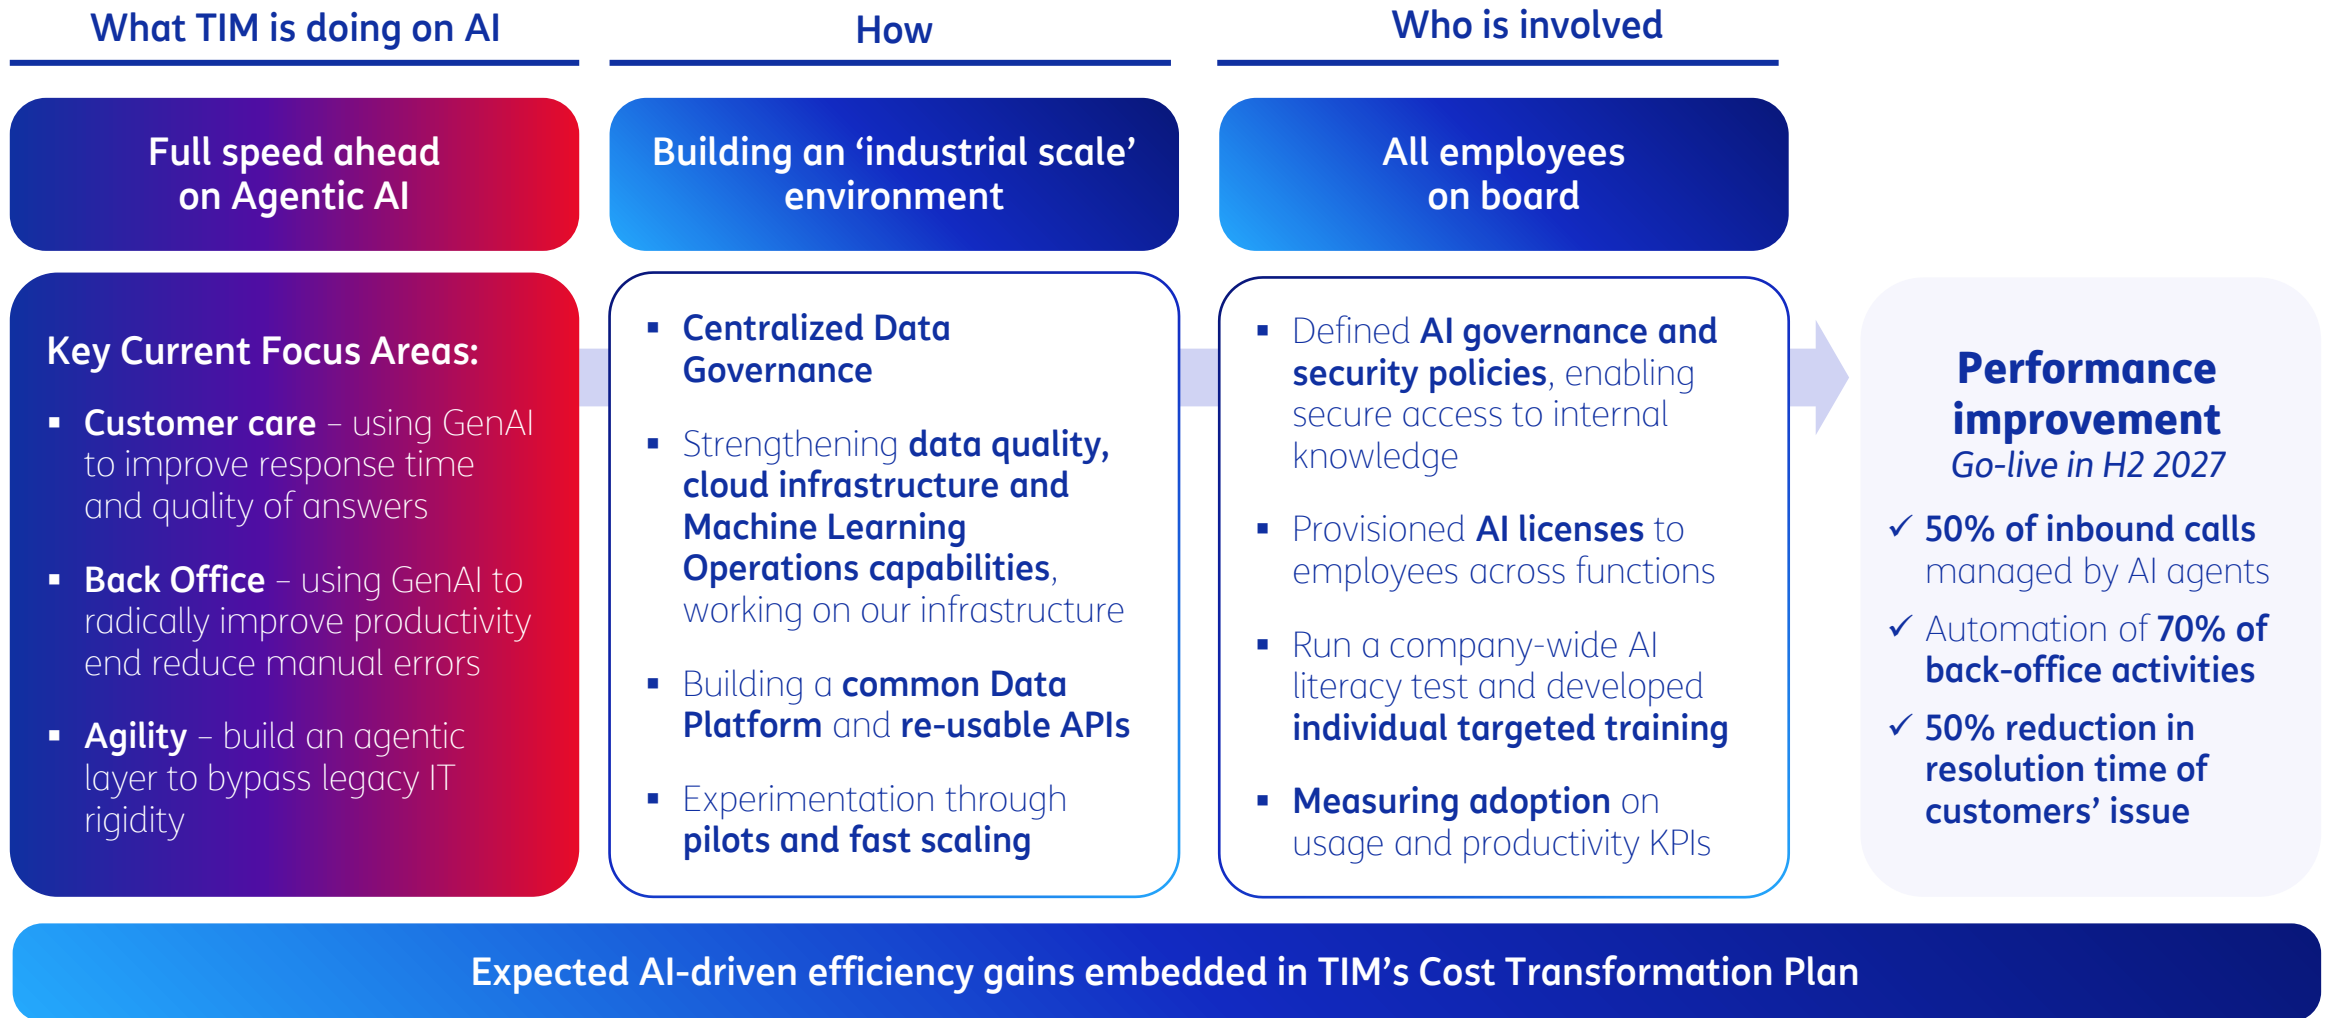 What TIM is doing on AI
Full speed ahead
on Agentic AI
Key Current Focus Areas:
▪ Customer care – using GenAI
to improve response time
and quality of answers
▪ Back Office – using GenAI to
radically improve productivity
end reduce manual errors
▪ Agility – build an agentic
layer to bypass legacy IT
rigidity
How
Building an ‘industrial scale’
environment
▪ Centralized Data
Governance
▪ Strengthening data quality,
cloud infrastructure and
Machine Learning
Operations capabilities,
working on our infrastructure
▪ Building a common Data
Platform and re-usable APIs
▪ Experimentation through
pilots and fast scaling
Who is involved
All employees
on board
▪ Defined AI governance and
security policies, enabling
secure access to internal
knowledge
▪ Provisioned AI licenses to
employees across functions
▪ Run a company-wide AI
literacy test and developed
individual targeted training
▪ Measuring adoption on
usage and productivity KPIs
Performance
improvement
Go-live in H2 2027
✓ 50% of inbound calls
managed by AI agents
✓ Automation of 70% of
back-office activities
✓ 50% reduction in
resolution time of
customers’ issue
Expected AI-driven efficiency gains embedded in TIM’s Cost Transformation Plan